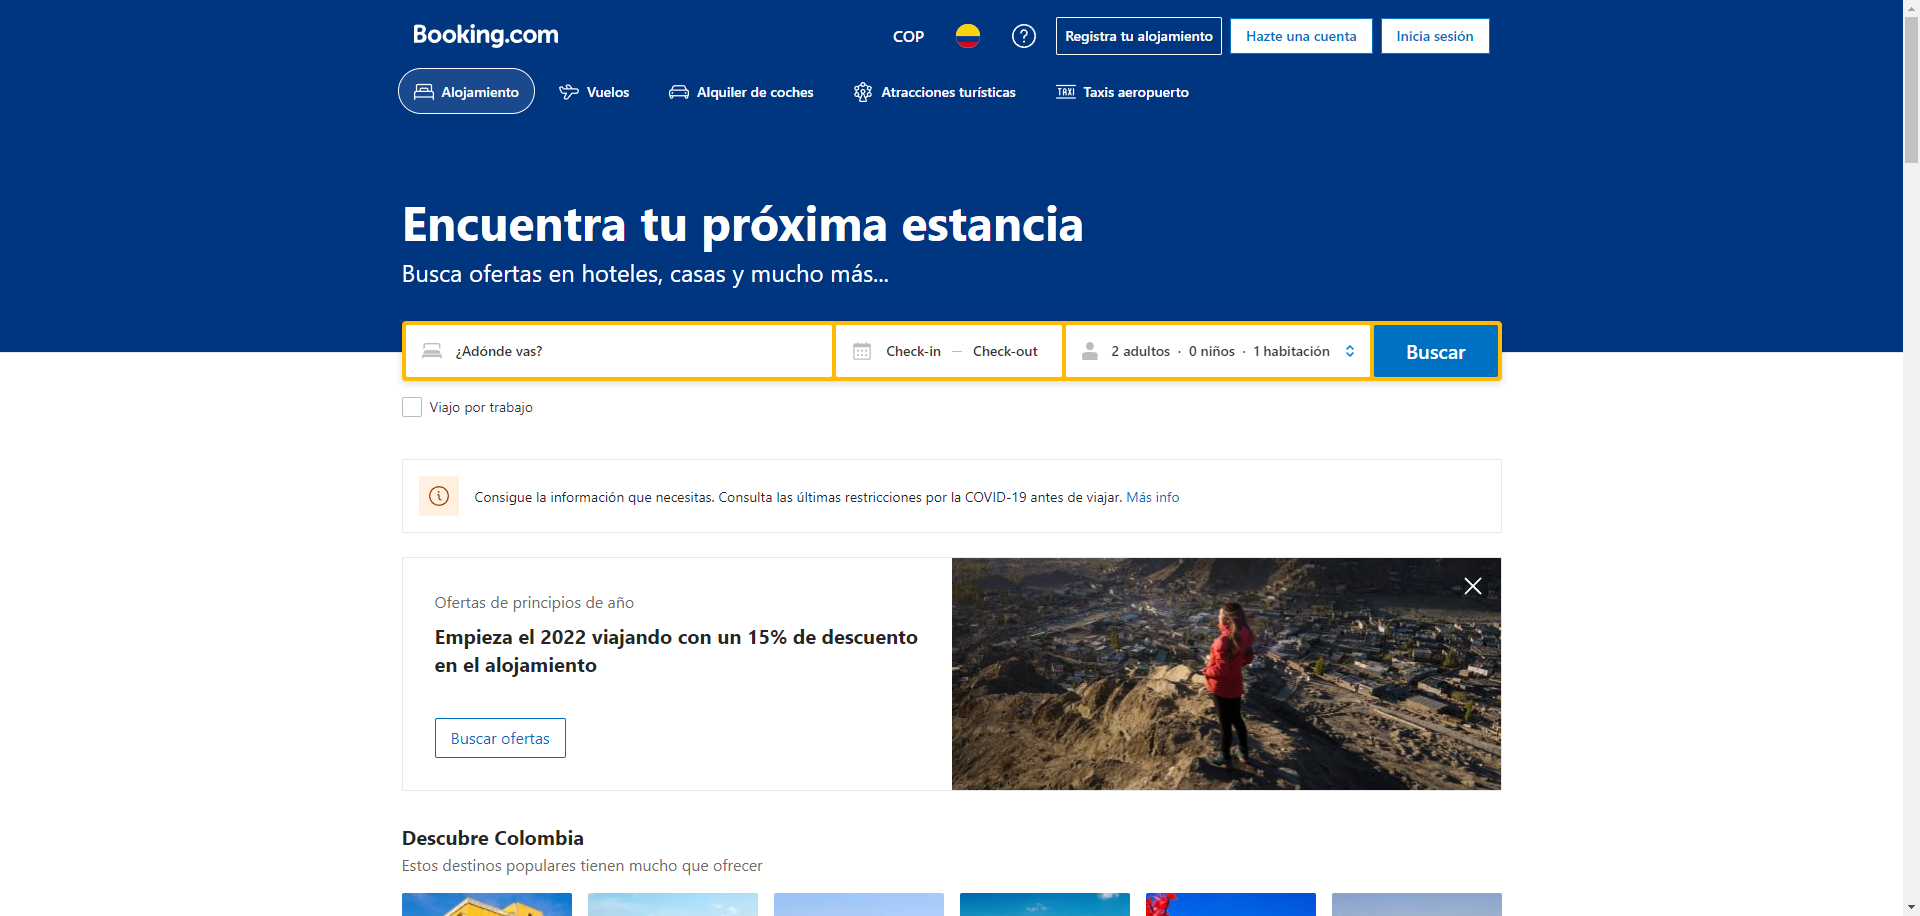 Booking.com
COP
Registra tu alojamiento
Hazte una cuenta
Inicia sesión
Alojamiento
Vuelos
Alquiler de coches
Atracciones turísticas
TAXI
Taxis aeropuerto
Encuentra tu próxima estancia
Busca ofertas en hoteles, casas y mucho más...
¿Adónde vas?
Check-in — Check-out
2 adultos · 0 niños · 1 habitación
Buscar
Viajo por trabajo
Consigue la información que necesitas. Consulta las últimas restricciones por la COVID-19 antes de viajar. Más info
Ofertas de principios de año
Empieza el 2022 viajando con un 15% de descuento
en el alojamiento
Buscar ofertas
Descubre Colombia
Estos destinos populares tienen mucho que ofrecer